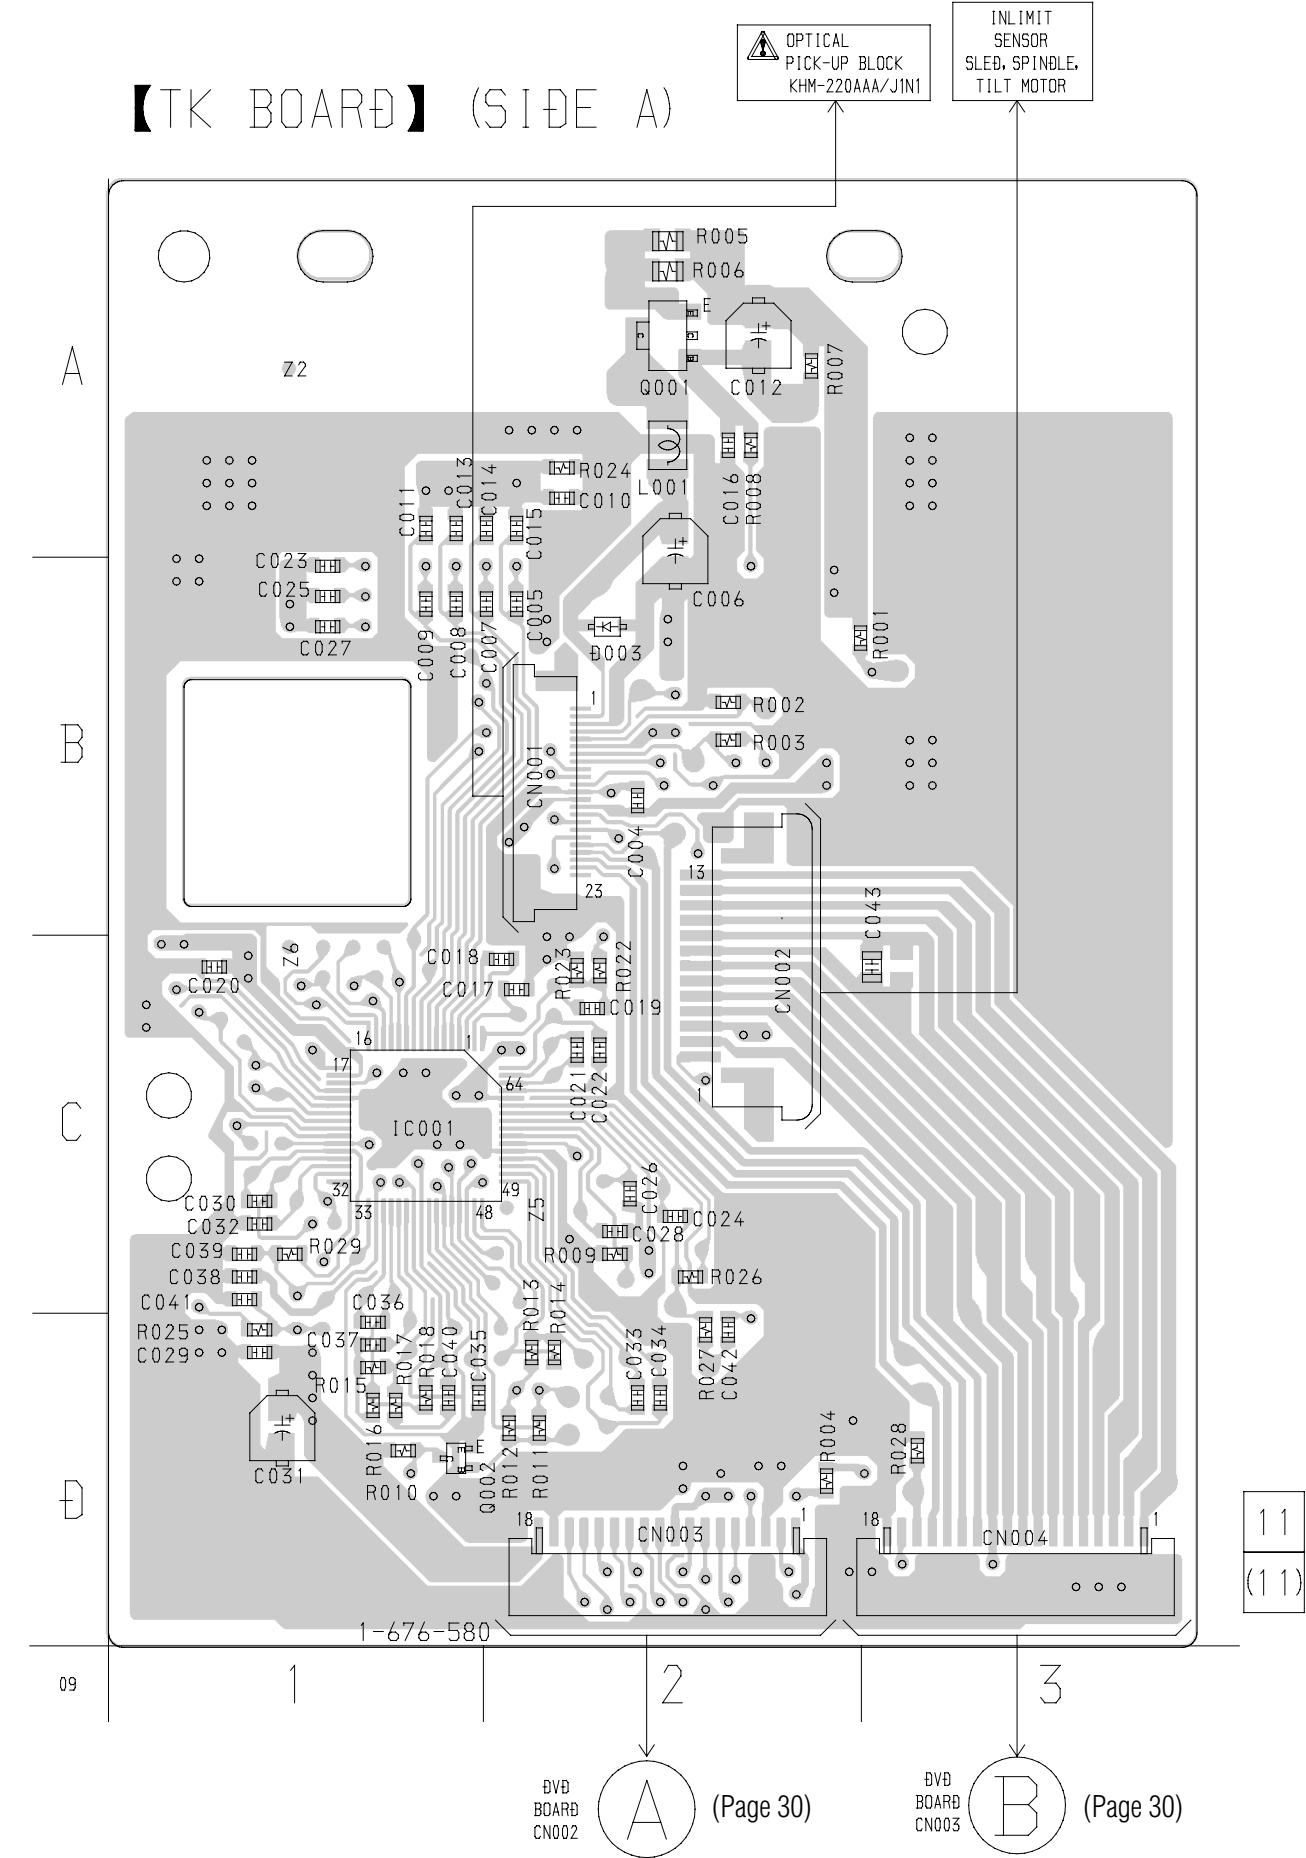 OPTICAL
PICK-UP BLOCK
KHM-220AAA/J1N1
INLIMIT
SENSOR
SLED, SPINDLE,
TILT MOTOR
【TK BOARD】 (SIDE A)
R005
R006
E
A
Z2
Q001
C012
R007
R024
C010
L001
C011
C013
C014
C015
C016
R008
C023
C025
C027
C009
C008
C007
C005
C006
D003
R001
1
R002
R003
B
CN001
C004
13
23
C043
Z6
C018
C020
C017
R023
R022
C019
CN002
16
1
17
64
C021
C022
1
C
IC001
32
33
49
48
Z5
C026
C030
C032
C024
C028
C039
R029
R009
C038
R026
C041
C036
R013
R014
R025
C037
C029
R017
R018
C040
C035
C033
C034
R027
C042
R015
C031
R016
R010
E
Q002
R012
R011
R004
R028
D
18
CN003
1
18
CN004
1
11
(11)
1-676-580
09
1
2
3
DVD
BOARD
CN002
A
(Page 30)
DVD
BOARD
CN003
B
(Page 30)